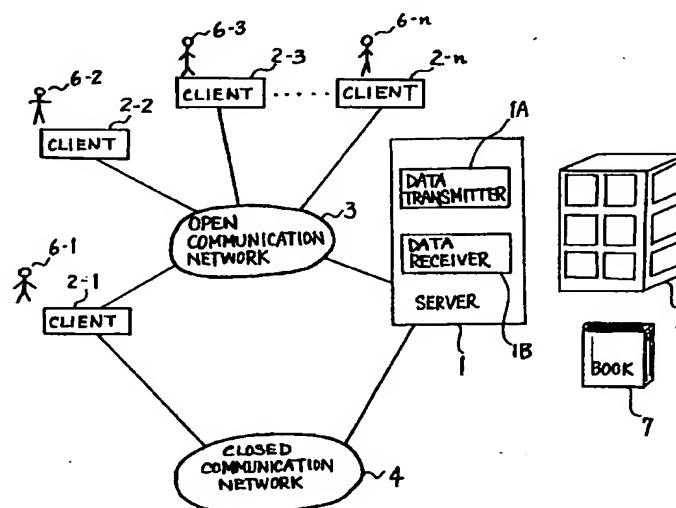 6-3
6-n
6-2
2-3
2-n
CLIENT
CLIENT
2-2
CLIENT
1A
DATA
TRANSMITTER
3
OPEN
COMMUNICATION
NETWORK
DATA
RECEIVER
6-1
2-1
CLIENT
SERVER
1
1B
BOOK
7
CLOSED
COMMUNICATION
NETWORK
4